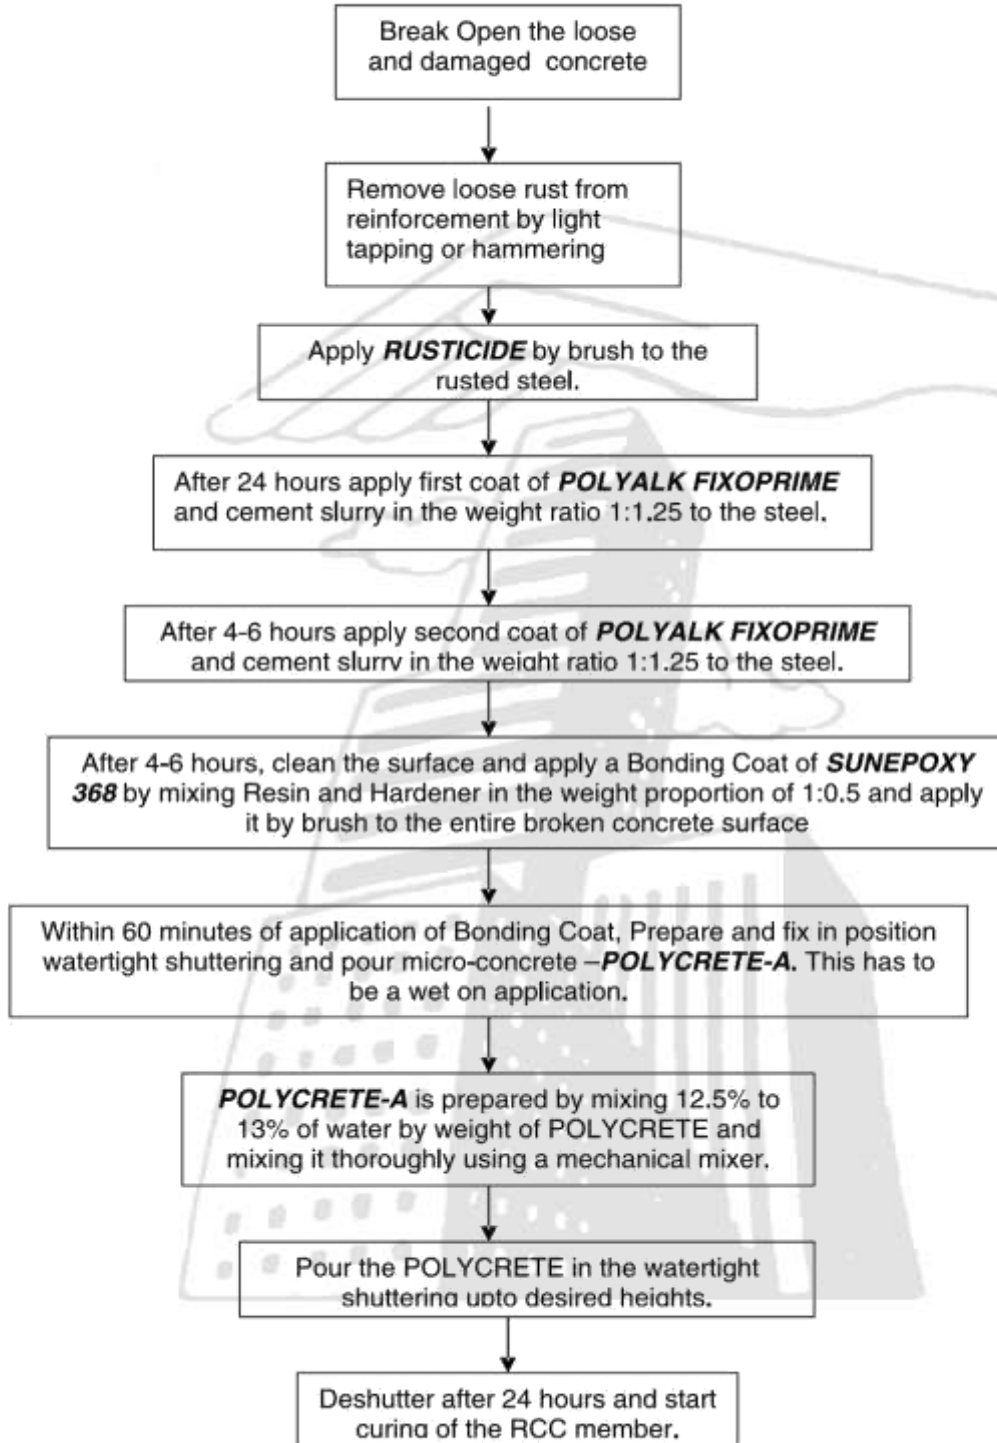 Break Open the loose
and damaged concrete
Remove loose rust from
reinforcement by light
tapping or hammering
Apply RUSTICIDE by brush to the
rusted steel.
After 24 hours apply first coat of POLYALK FIXOPRIME
and cement slurry in the weight ratio 1:1.25 to the steel.
After 4-6 hours apply second coat of POLYALK FIXOPRIME
and cement slurry in the weight ratio 1:1.25 to the steel.
After 4-6 hours, clean the surface and apply a Bonding Coat of SUNEPOXY
368 by mixing Resin and Hardener in the weight proportion of 1:0.5 and apply
it by brush to the entire broken concrete surface
Within 60 minutes of application of Bonding Coat, Prepare and fix in position
watertight shuttering and pour micro-concrete –POLYCRETE-A. This has to
be a wet on application.
POLYCRETE-A is prepared by mixing 12.5% to
13% of water by weight of POLYCRETE and
mixing it thoroughly using a mechanical mixer.
Pour the POLYCRETE in the watertight
shuttering upto desired heights.
Deshutter after 24 hours and start
curing of the RCC member.